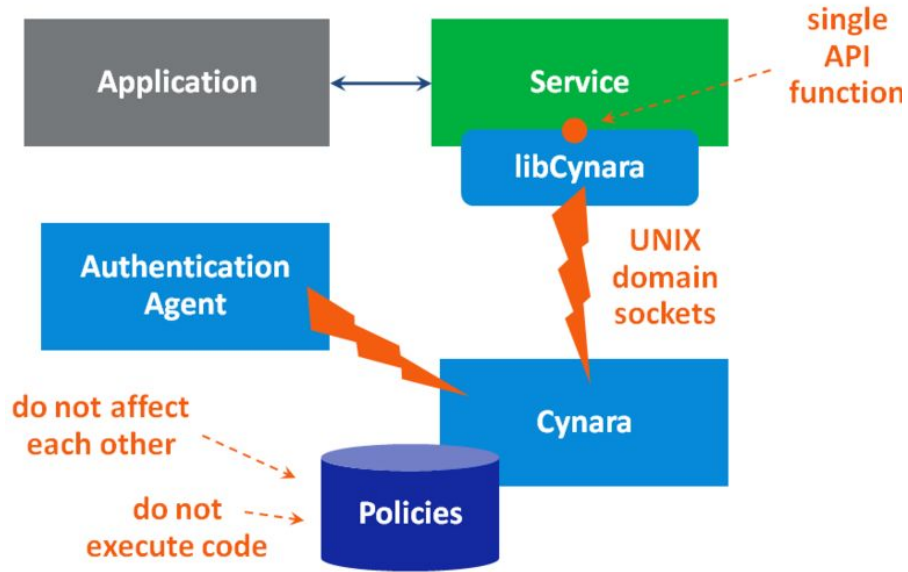 single
API
function
Application
Service
libCynara
UNIX
domain
sockets
Authentication
Agent
Cynara
do not affect
each other
do not
execute code
Policies